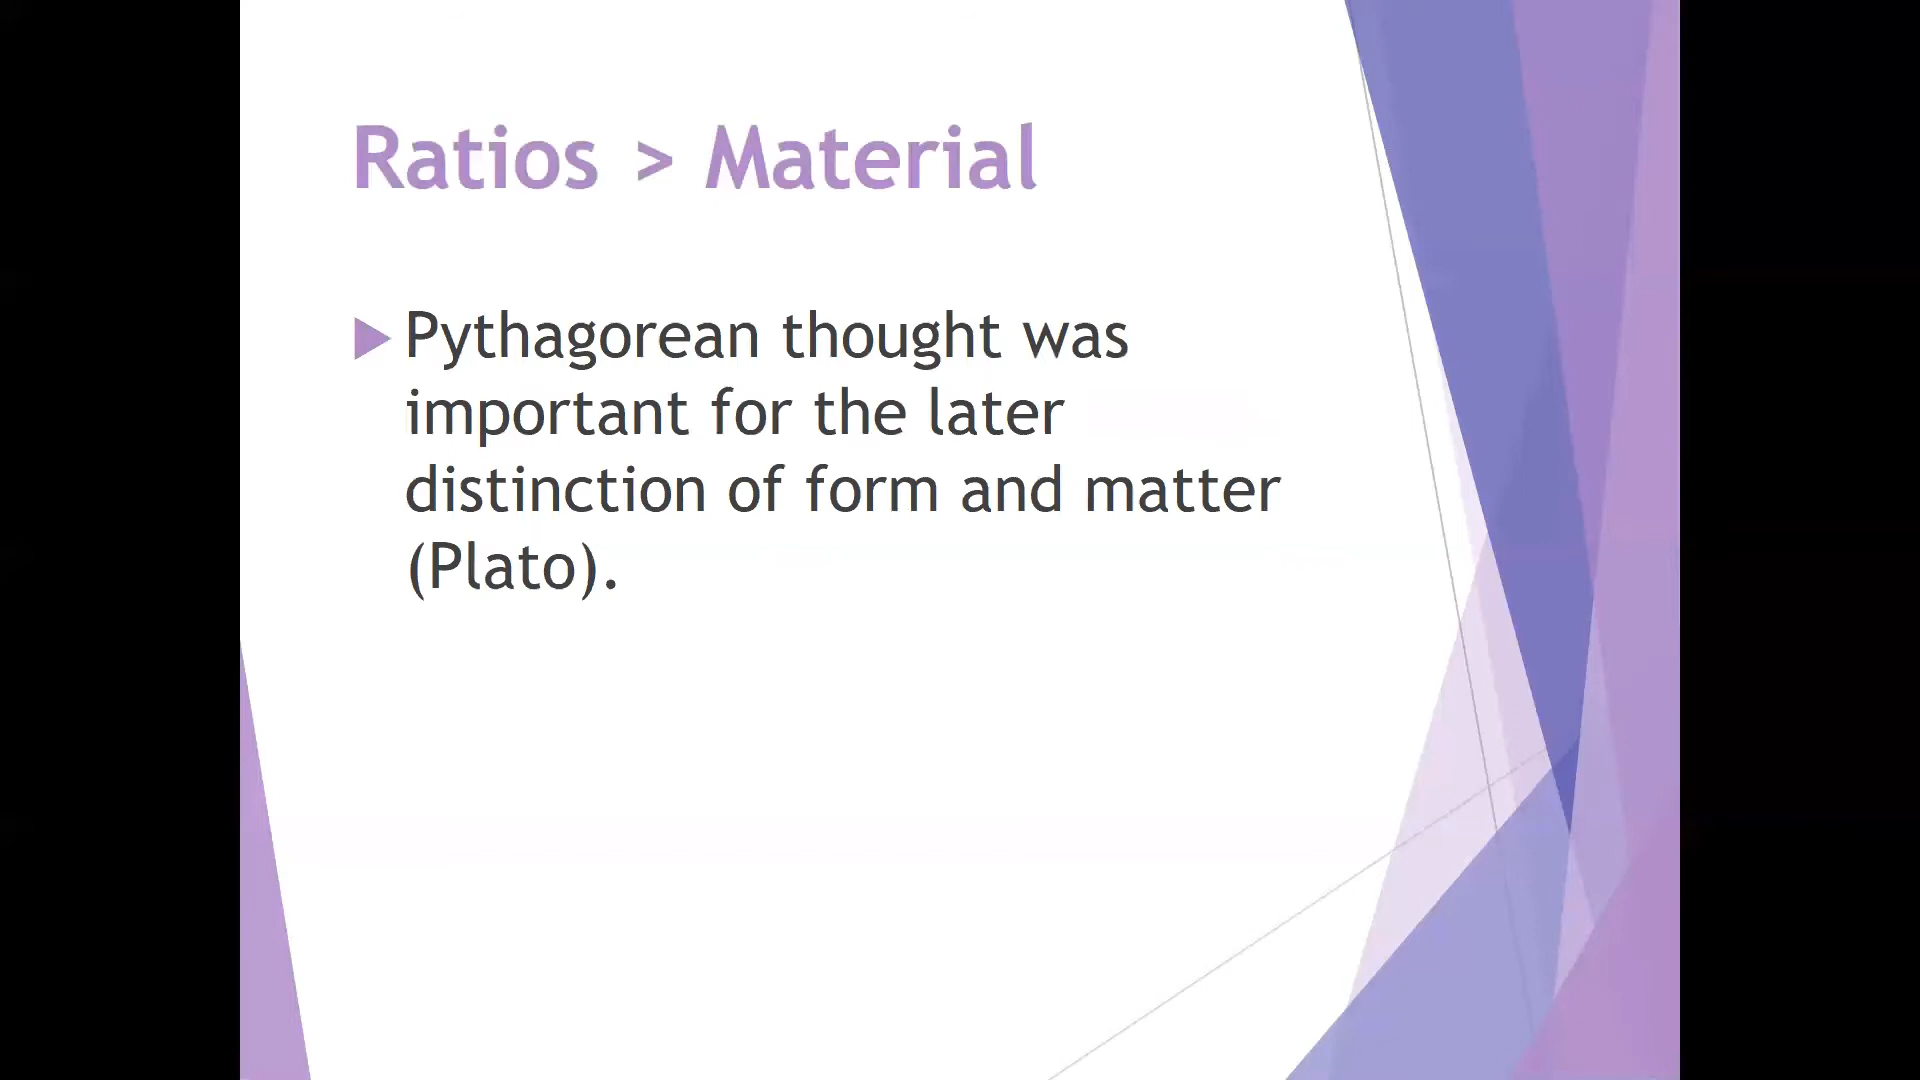 Ratios > Material
Pythagorean thought was
important for the later
distinction of form and matter
(Plato).